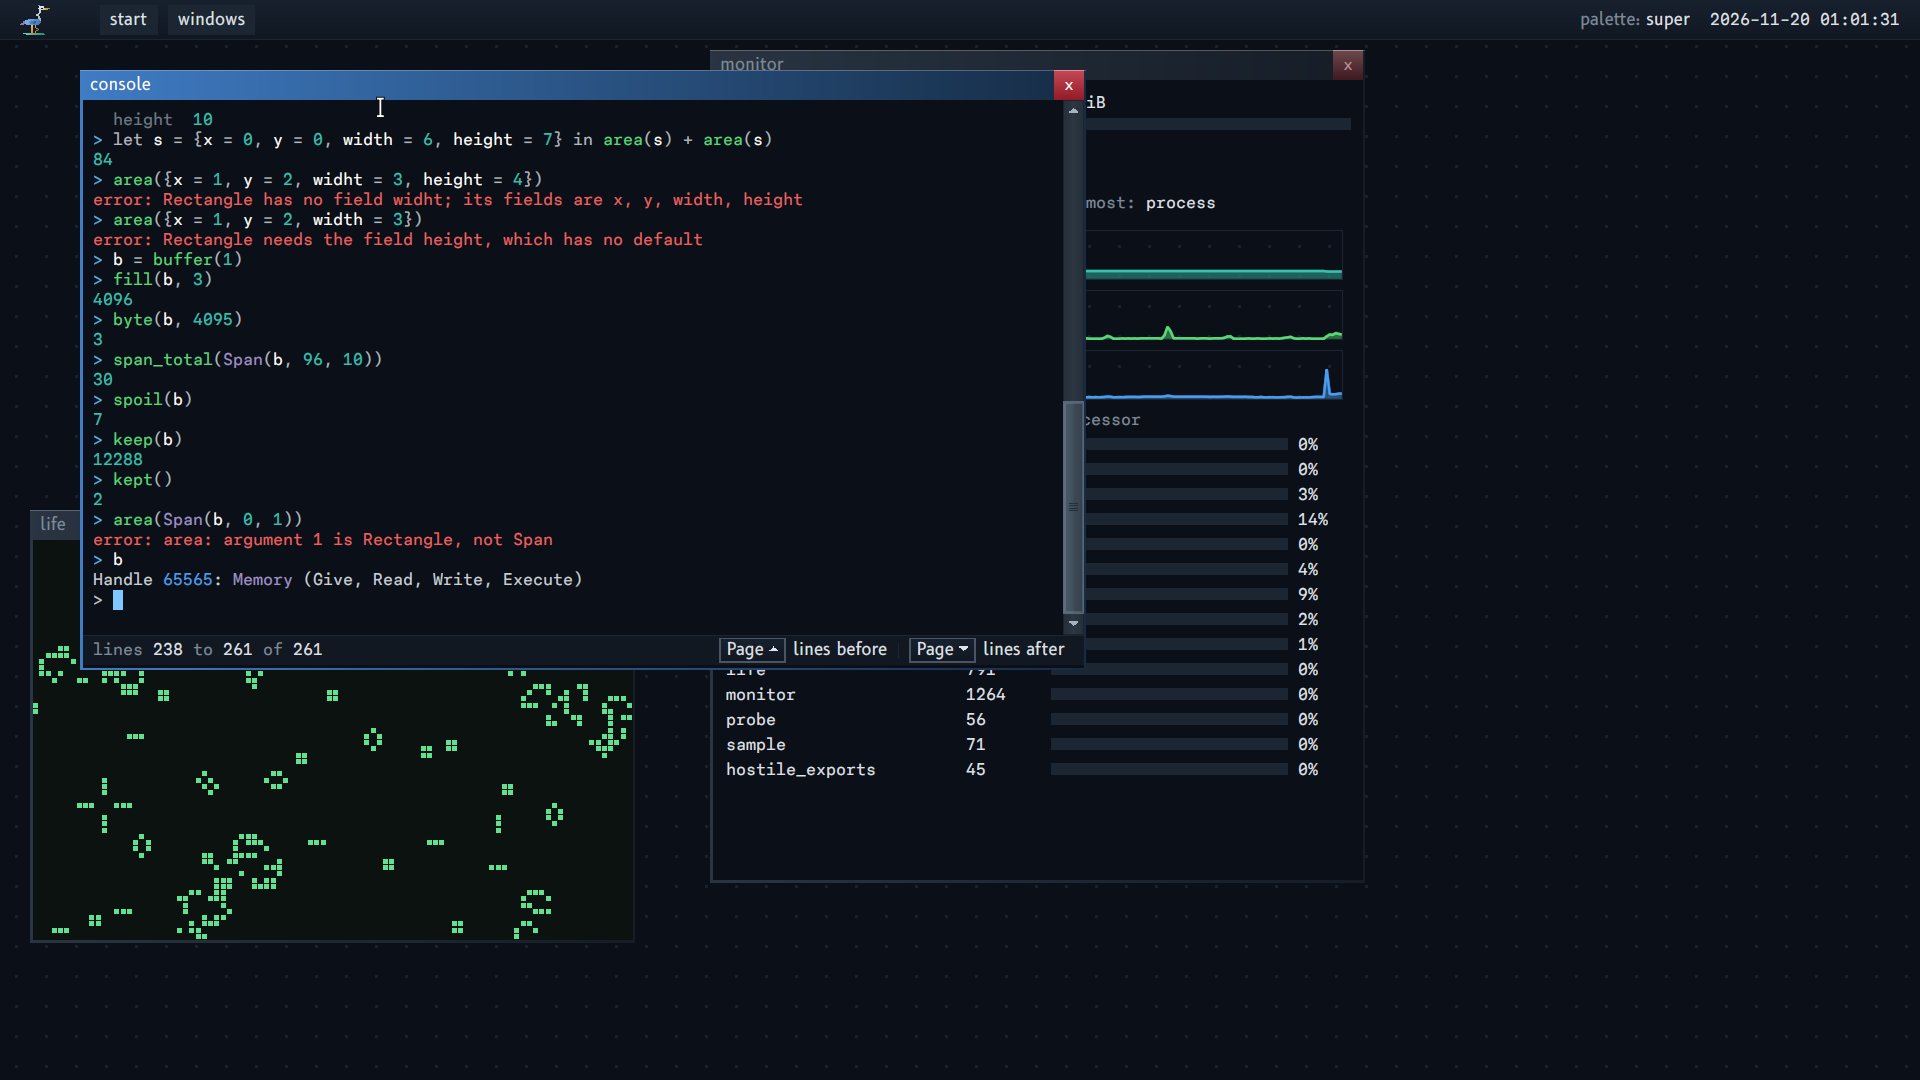 start windows palette: super 2026-11-20 01:01:31
monitor x
console x
height 10
> let s = {x = 0, y = 0, width = 6, height = 7} in area(s) + area(s)
84
> area({x = 1, y = 2, widht = 3, height = 4})
error: Rectangle has no field widht; its fields are x, y, width, height
> area({x = 1, y = 2, width = 3})
error: Rectangle needs the field height, which has no default
> b = buffer(1)
> fill(b, 3)
4096
> byte(b, 4095)
3
> span_total(Span(b, 96, 10))
30
> spoil(b)
7
> keep(b)
12288
> kept()
2
> area(Span(b, 0, 1))
error: area: argument 1 is Rectangle, not Span
> b
Handle 65565: Memory (Give, Read, Write, Execute)
>
lines 238 to 261 of 261 Page lines before Page lines after
iB
most: process
cessor
0%
0%
3%
14%
0%
4%
9%
2%
1%
life 791 0%
monitor 1264 0%
probe 56 0%
sample 71 0%
hostile_exports 45 0%
life